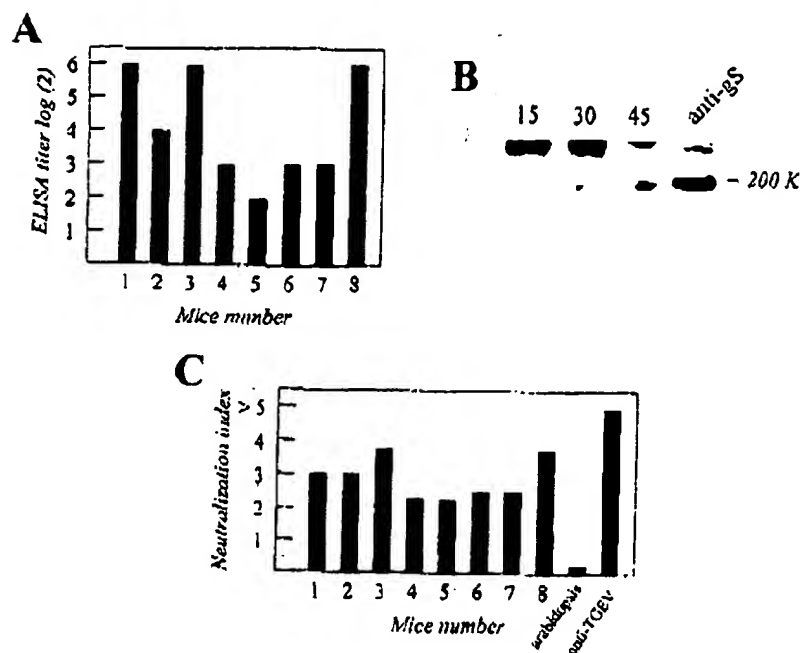 A
ELISA titer log (2)
6
5
4
3
2
1
1 2 3 4 5 6 7 8
Mice number
B
15 30 45 anti-gS
- 200 K
C
Neutralization index
5
4
3
2
1
1 2 3 4 5 6 7 8 arabidopsis anti-TGEV
Mice number